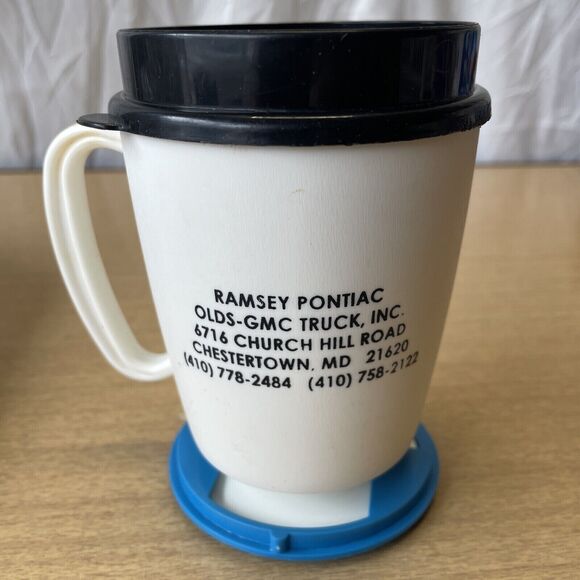 RAMSEY PONTIAC
OLDS-GMC TRUCK, INC.
6716 CHURCH HILL ROAD
CHESTERTOWN, MD 21620
(410) 778-2484 (410) 758-2122